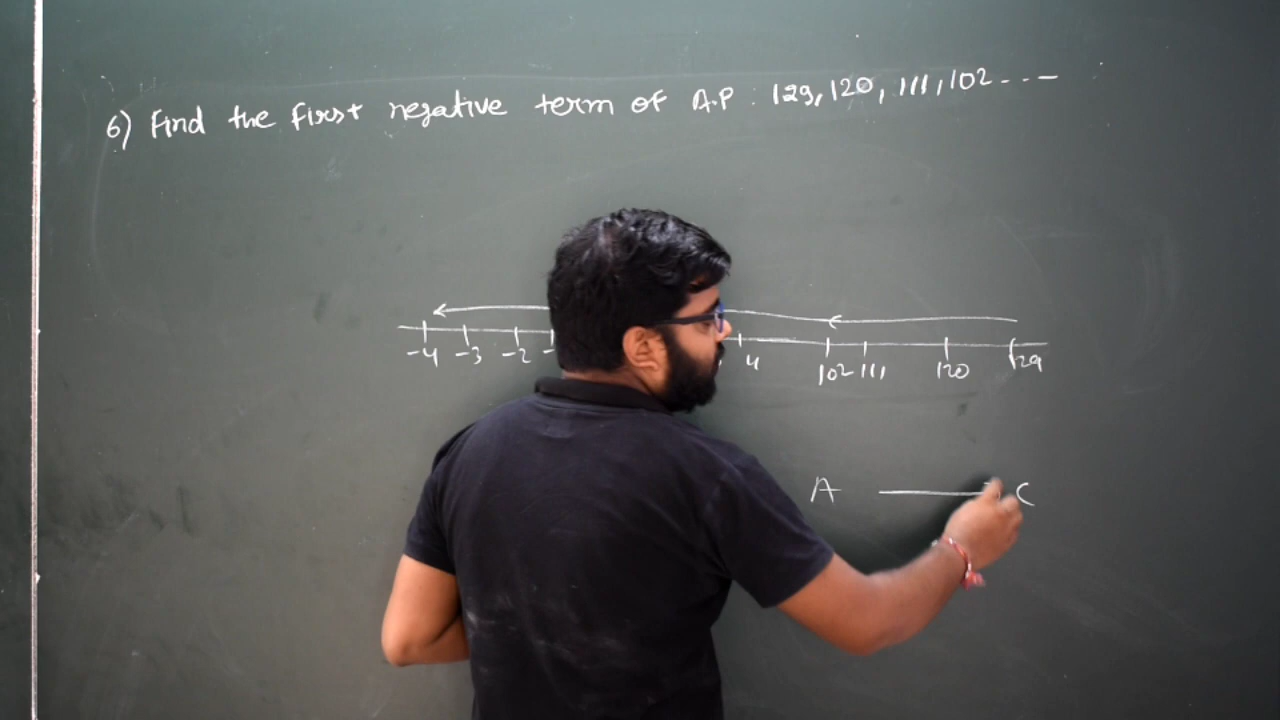 6) Find the first negative term of A.P : 129, 120, 111, 102 - - -
-4 -3 -2 - 4 102 111 120 129
A C